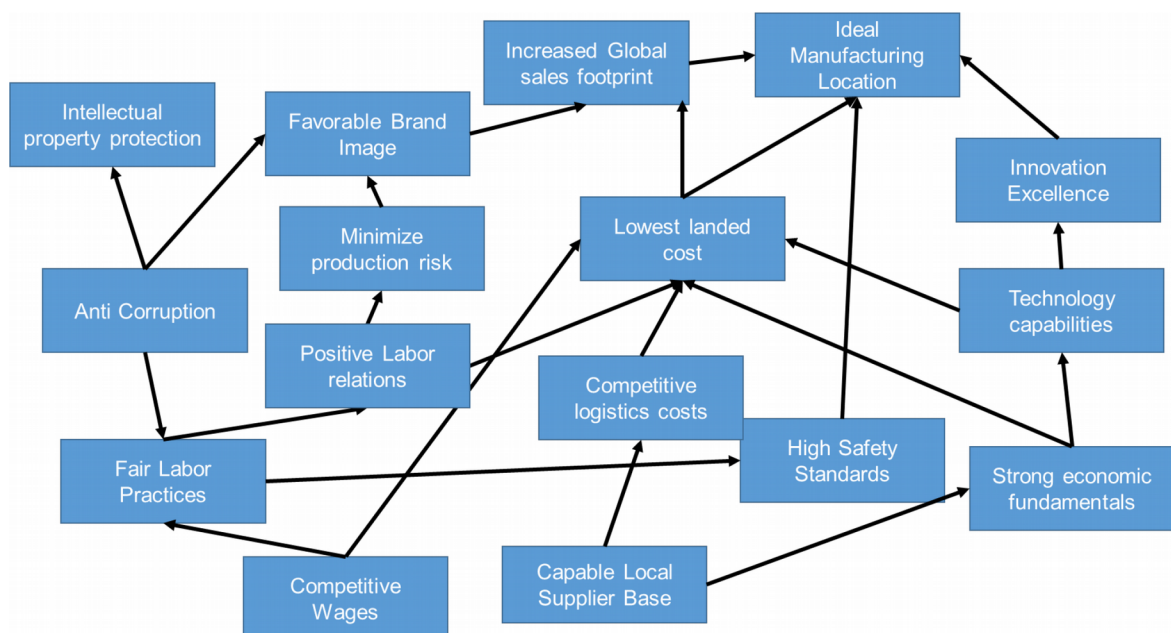 Increased Global
sales footprint
Ideal
Manufacturing
Location
Intellectual
property protection
Favorable Brand
Image
Innovation
Excellence
Minimize
production risk
Lowest landed
cost
Anti Corruption
Technology
capabilities
Positive Labor
relations
Competitive
logistics costs
Fair Labor
Practices
High Safety
Standards
Strong economic
fundamentals
Competitive
Wages
Capable Local
Supplier Base